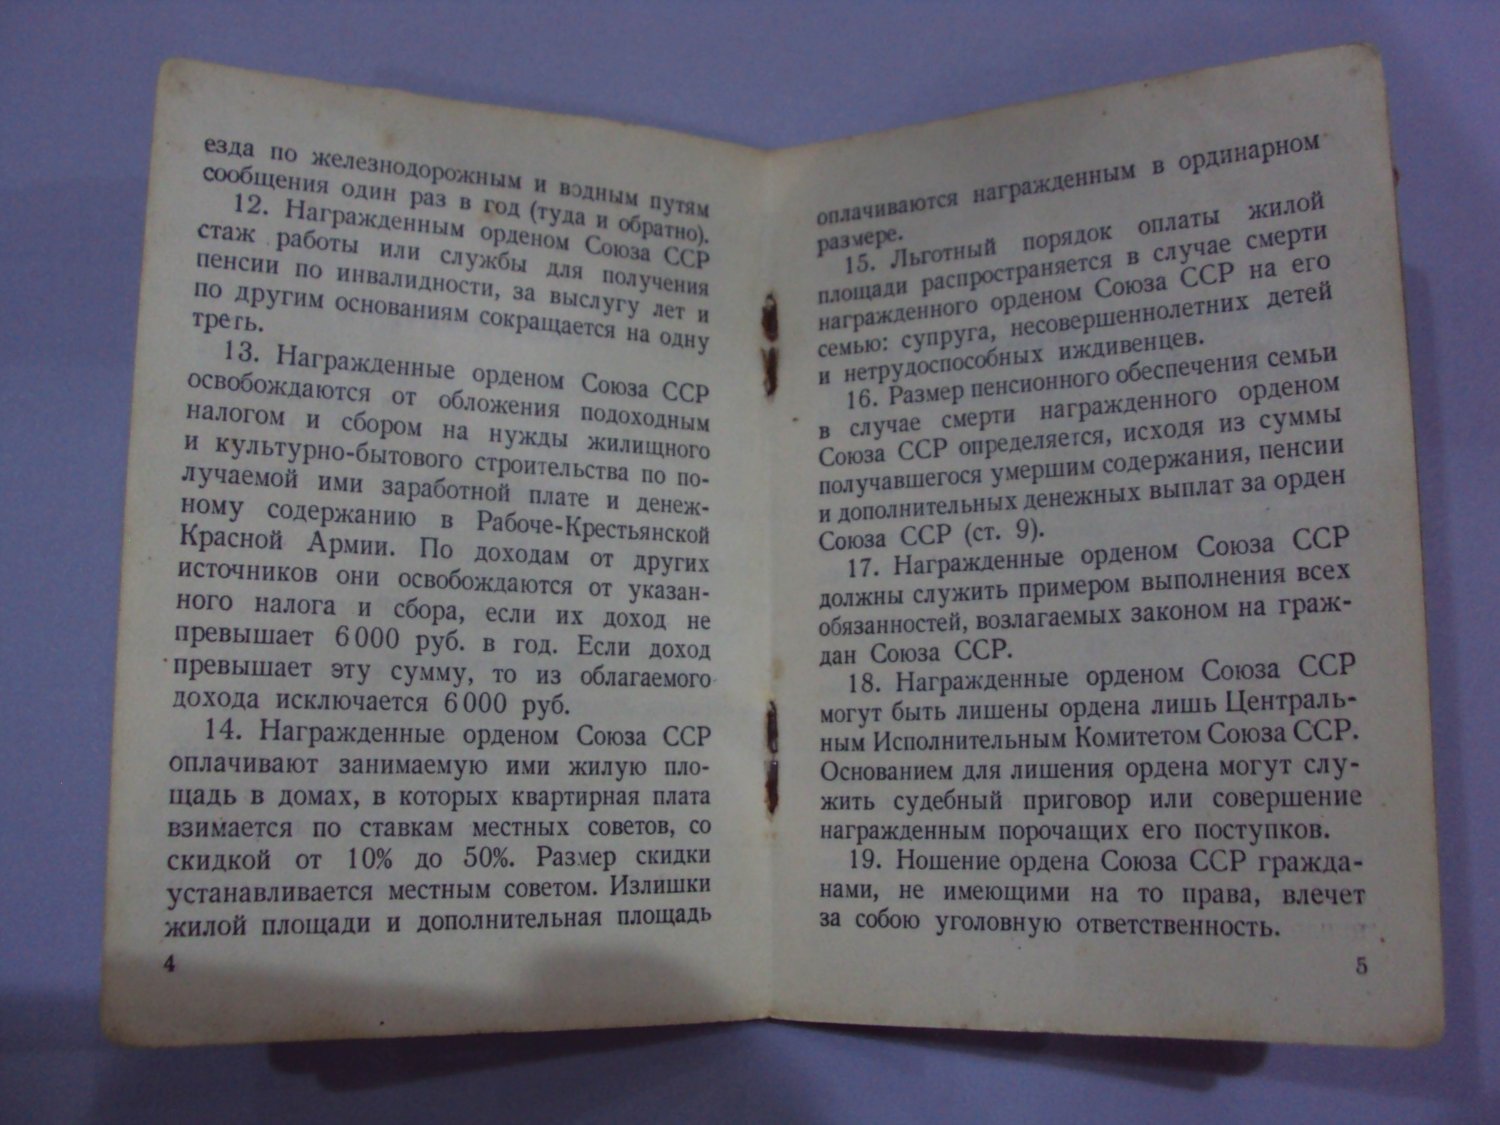 езда по железнодорожным и водным путям
сообщения один раз в год (туда и обратно).
12. Награжденным орденом Союза ССР
стаж работы или службы для получения
пенсии по инвалидности, за выслугу лет и
по другим основаниям сокращается на одну
треть.
13. Награжденные орденом Союза ССР
освобождаются от обложения подоходным
налогом и сбором на нужды жилищного
и культурно-бытового строительства по по-
лучаемой ими заработной плате и денеж-
ному содержанию в Рабоче-Крестьянской
Красной Армии. По доходам от других
источников они освобождаются от указан-
ного налога и сбора, если их доход не
превышает 6000 руб. в год. Если доход
превышает эту сумму, то из облагаемого
дохода исключается 6000 руб.
14. Награжденные орденом Союза ССР
оплачивают занимаемую ими жилую пло-
щадь в домах, в которых квартирная плата
взимается по ставкам местных советов, со
скидкой от 10% до 50%. Размер скидки
устанавливается местным советом. Излишки
жилой площади и дополнительная площадь
4
оплачиваются награжденным в ординарном
размере.
15. Льготный порядок оплаты жилой
площади распространяется в случае смерти
награжденного орденом Союза ССР на его
семью: супруга, несовершеннолетних детей
и нетрудоспособных иждивенцев.
16. Размер пенсионного обеспечения семьи
в случае смерти награжденного орденом
Союза ССР определяется, исходя из суммы
получавшегося умершим содержания, пенсии
и дополнительных денежных выплат за орден
Союза ССР (ст. 9).
17. Награжденные орденом Союза ССР
должны служить примером выполнения всех
обязанностей, возлагаемых законом на граж-
дан Союза ССР.
18. Награжденные орденом Союза ССР
могут быть лишены ордена лишь Централь-
ным Исполнительным Комитетом Союза ССР.
Основанием для лишения ордена могут слу-
жить судебный приговор или совершение
награжденным порочащих его поступков.
19. Ношение ордена Союза ССР гражда-
нами, не имеющими на то права, влечет
за собою уголовную ответственность.
5